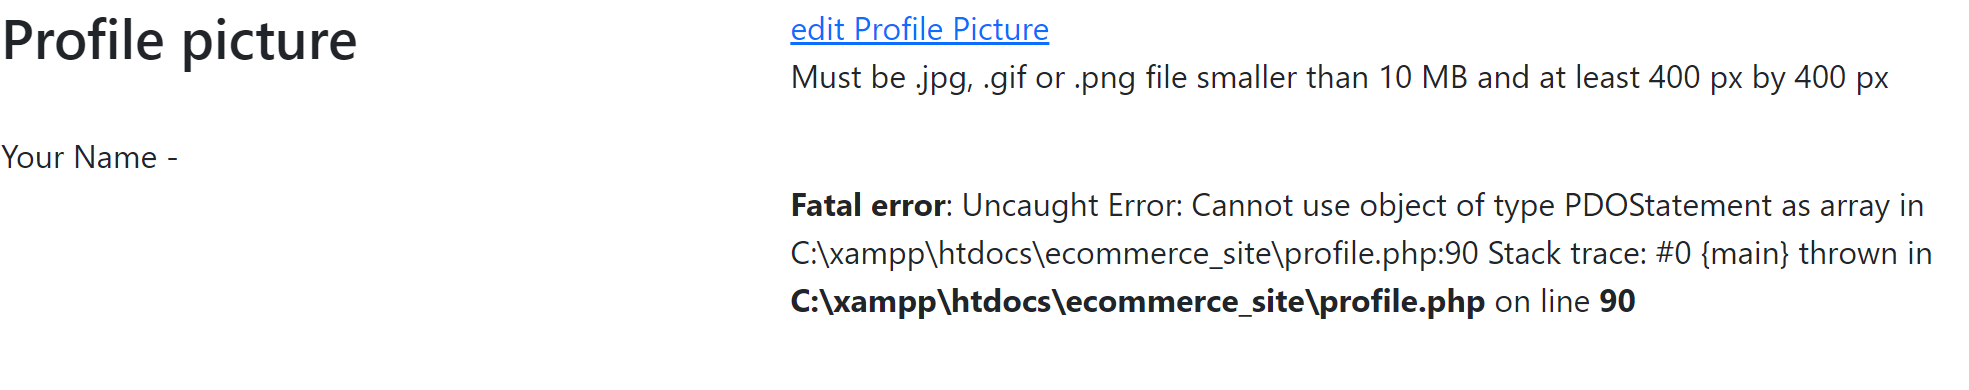 Profile picture
edit Profile Picture
Must be .jpg, .gif or .png file smaller than 10 MB and at least 400 px by 400 px
Your Name -
Fatal error: Uncaught Error: Cannot use object of type PDOStatement as array in
C:\xampp\htdocs\ecommerce_site\profile.php:90 Stack trace: #0 {main} thrown in
C:\xampp\htdocs\ecommerce_site\profile.php on line 90